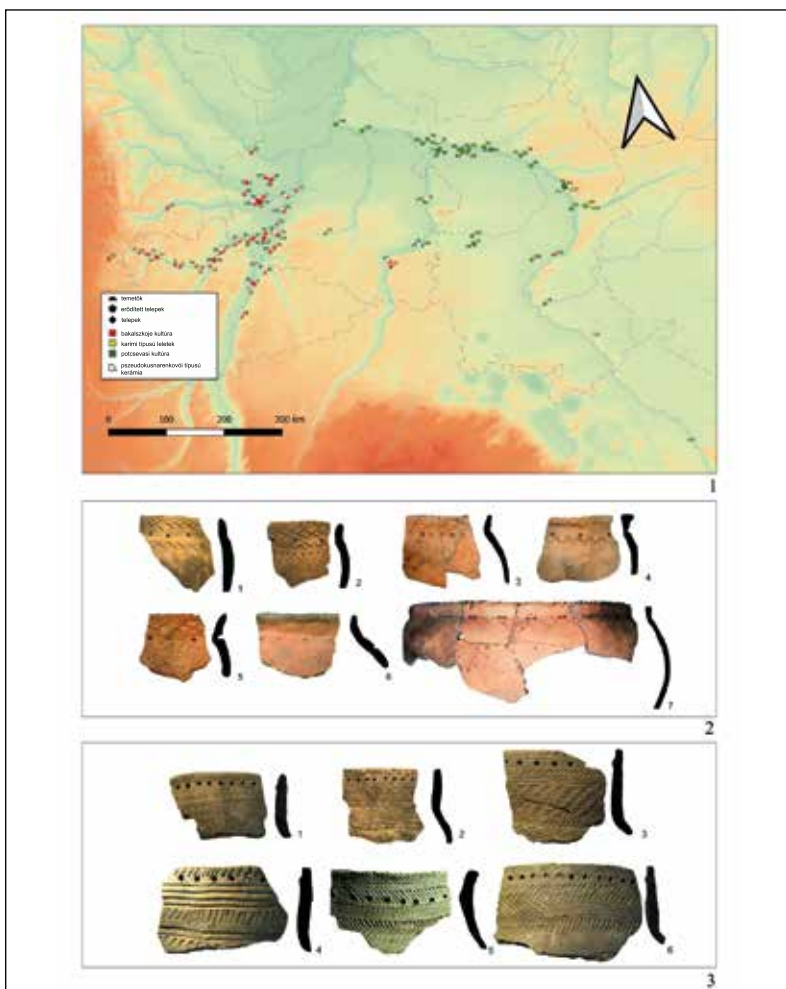 temetők
erődített telepek
telepek
bakalszkoje kultúra
karimi típusú leletek
potcsevasi kultúra
pszeudokusnarenkovói típusú
kerámia
0 100 200 300 km
1
1 2 3 4
5 6 7
2
1 2 3
4 5 6
3